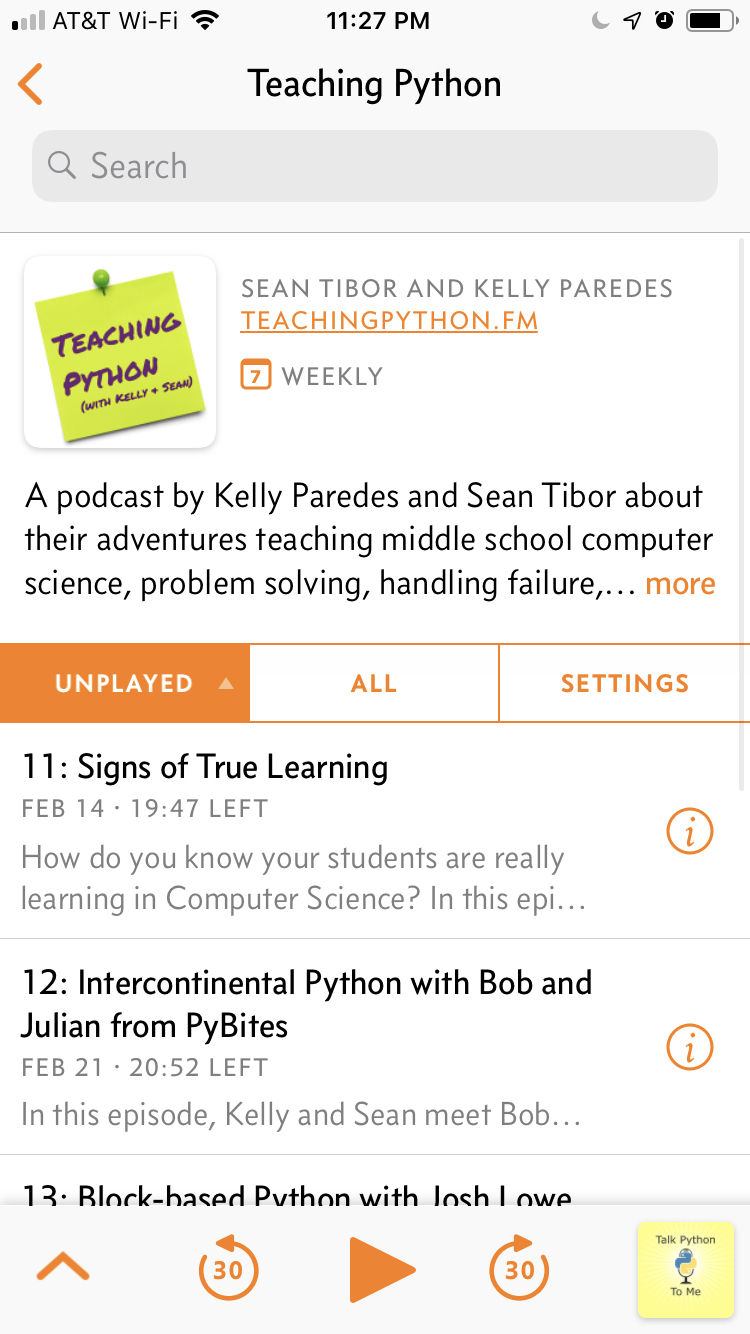 AT&T Wi-Fi 11:27 PM
Teaching Python
Search
TEACHING
PYTHON
(WITH KELLY + SEAN)
SEAN TIBOR AND KELLY PAREDES
TEACHINGPYTHON.FM
7 WEEKLY
A podcast by Kelly Paredes and Sean Tibor about
their adventures teaching middle school computer
science, problem solving, handling failure,… more
UNPLAYED ALL SETTINGS
11: Signs of True Learning
FEB 14 · 19:47 LEFT
How do you know your students are really
learning in Computer Science? In this epi…
12: Intercontinental Python with Bob and
Julian from PyBites
FEB 21 · 20:52 LEFT
In this episode, Kelly and Sean meet Bob…
13: Block-based Python with Josh Lowe
30 30
Talk Python
To Me